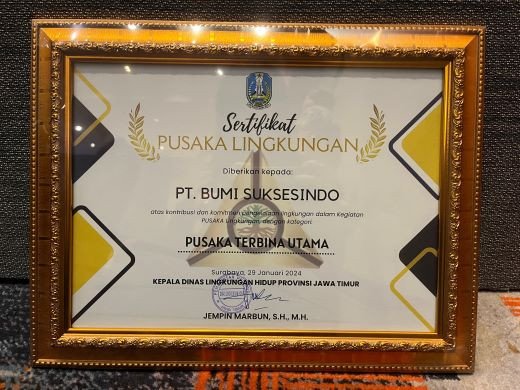 Sertifikat
PUSAKA LINGKUNGAN
Diberikan kepada:
PT. BUMI SUKSESINDO
atas kontribusi dan komitmen pengelolaan lingkungan dalam Kegiatan
PUSAKA Lingkungan, dengan kategori:
PUSAKA TERBINA UTAMA
Surabaya, 29 Januari 2024
KEPALA DINAS LINGKUNGAN HIDUP PROVINSI JAWA TIMUR
JEMPIN MARBUN, S.H., M.H.